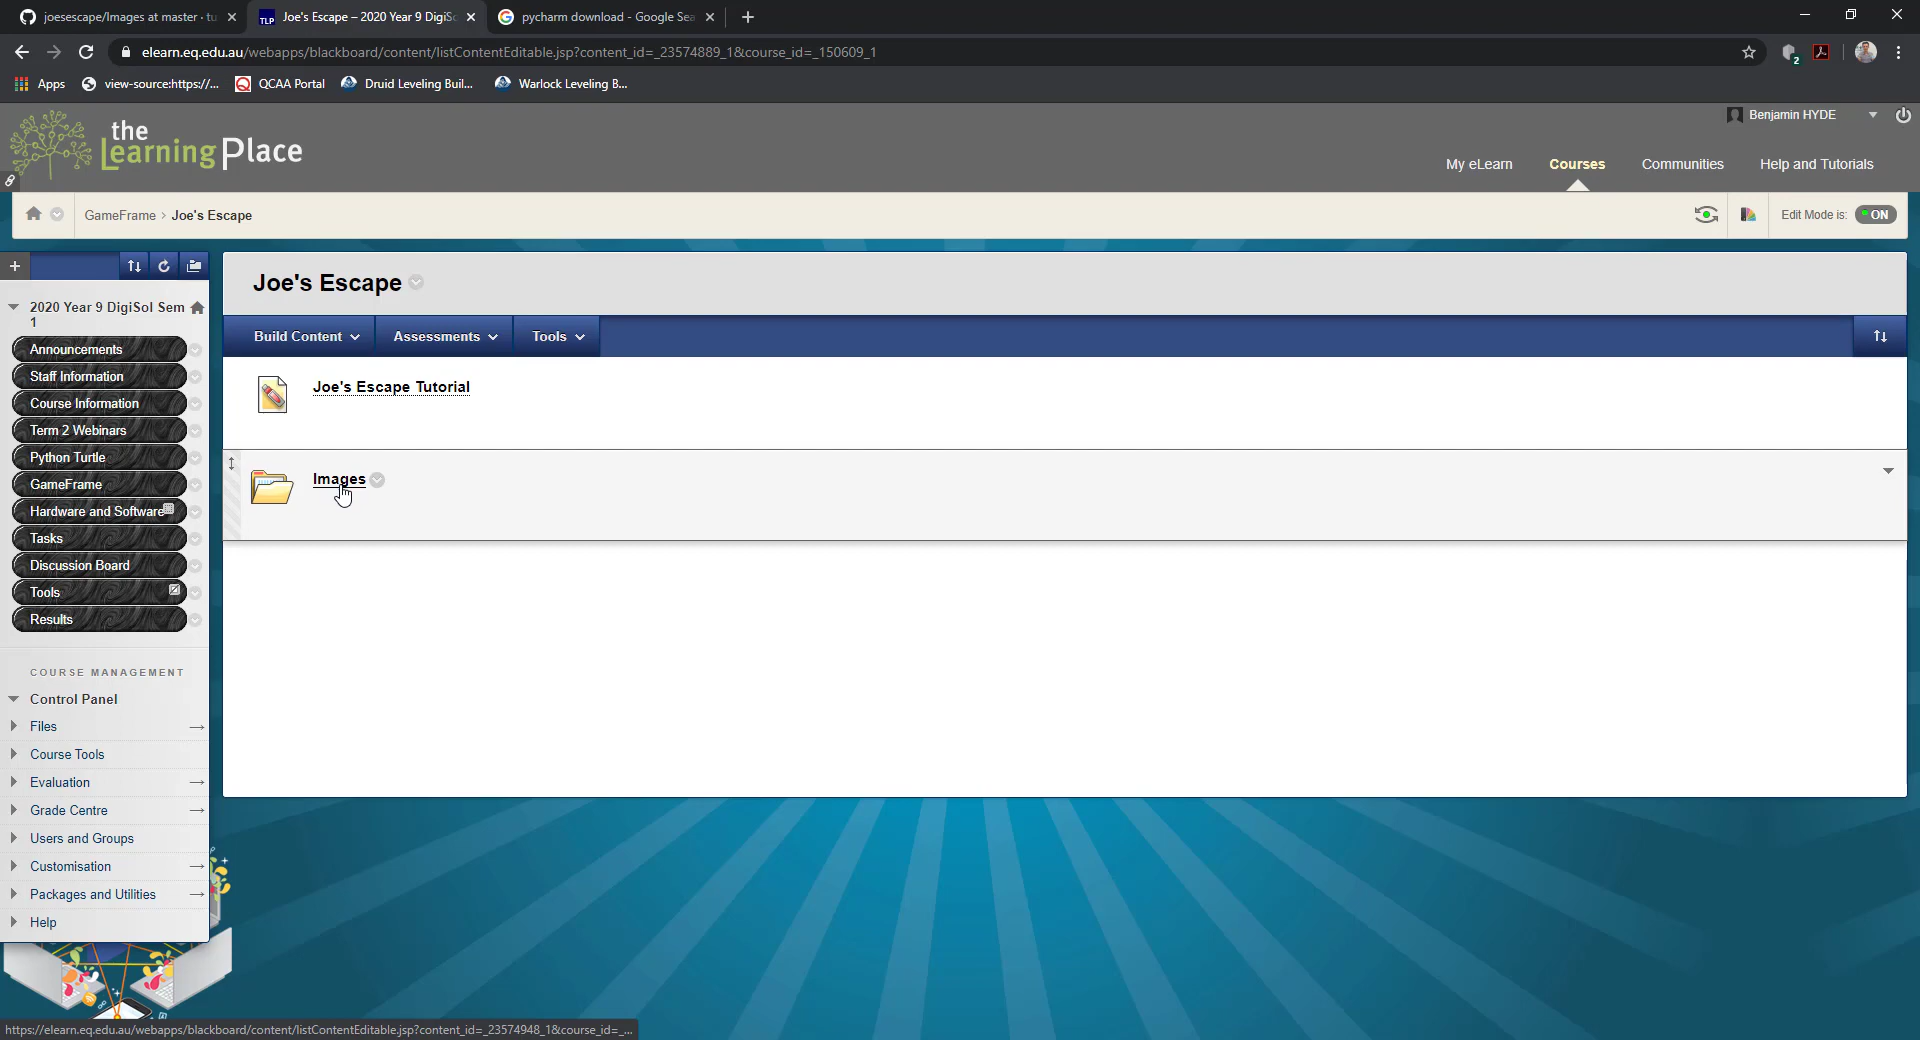 joesescape/Images at master · tu
Joe's Escape – 2020 Year 9 DigiSo
pycharm download - Google Sea
elearn.eq.edu.au/webapps/blackboard/content/listContentEditable.jsp?content_id=_23574889_1&course_id=_150609_1
2
Apps
view-source:https://...
QCAA Portal
Druid Leveling Buil...
Warlock Leveling B...
the
Learning Place
Benjamin HYDE
My eLearn
Courses
Communities
Help and Tutorials
GameFrame
Joe's Escape
Edit Mode is:
ON
Joe's Escape
2020 Year 9 DigiSol Sem
1
Build Content
Assessments
Tools
Announcements
Staff Information
Course Information
Term 2 Webinars
Python Turtle
GameFrame
Hardware and Software
Tasks
Discussion Board
Tools
Results
Joe's Escape Tutorial
Images
COURSE MANAGEMENT
Control Panel
Files
Course Tools
Evaluation
Grade Centre
Users and Groups
Customisation
Packages and Utilities
Help
https://elearn.eq.edu.au/webapps/blackboard/content/listContentEditable.jsp?content_id=_23574948_1&course_id=_...